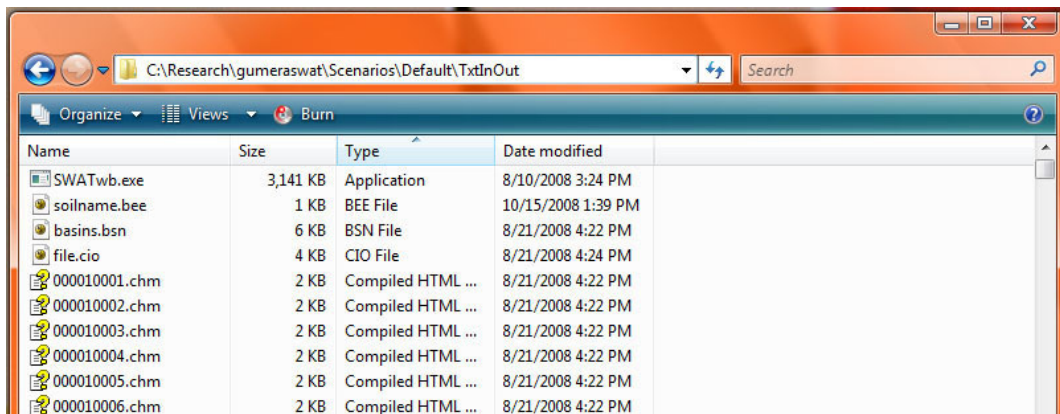 C:\Research\gumeraswat\Scenarios\Default\TxtInOut Search
Organize Views Burn
Name Size Type Date modified
SWATwb.exe 3,141 KB Application 8/10/2008 3:24 PM
soilname.bee 1 KB BEE File 10/15/2008 1:39 PM
basins.bsn 6 KB BSN File 8/21/2008 4:22 PM
file.cio 4 KB CIO File 8/21/2008 4:24 PM
000010001.chm 2 KB Compiled HTML ... 8/21/2008 4:22 PM
000010002.chm 2 KB Compiled HTML ... 8/21/2008 4:22 PM
000010003.chm 2 KB Compiled HTML ... 8/21/2008 4:22 PM
000010004.chm 2 KB Compiled HTML ... 8/21/2008 4:22 PM
000010005.chm 2 KB Compiled HTML ... 8/21/2008 4:22 PM
000010006.chm 2 KB Compiled HTML ... 8/21/2008 4:22 PM